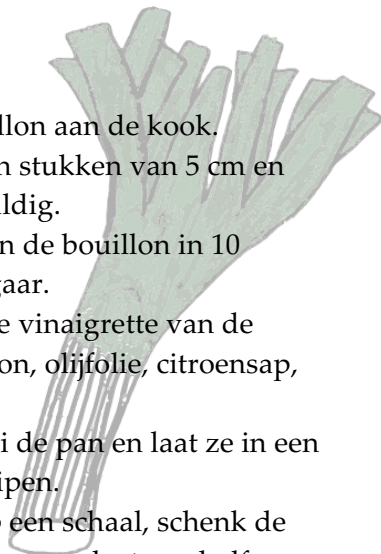 llon aan de kook.
n stukken van 5 cm en
ldig.
n de bouillon in 10
gaar.
e vinaigrette van de
on, olijfolie, citroensap,
i de pan en laat ze in een
ipen.
een schaal, schenk de